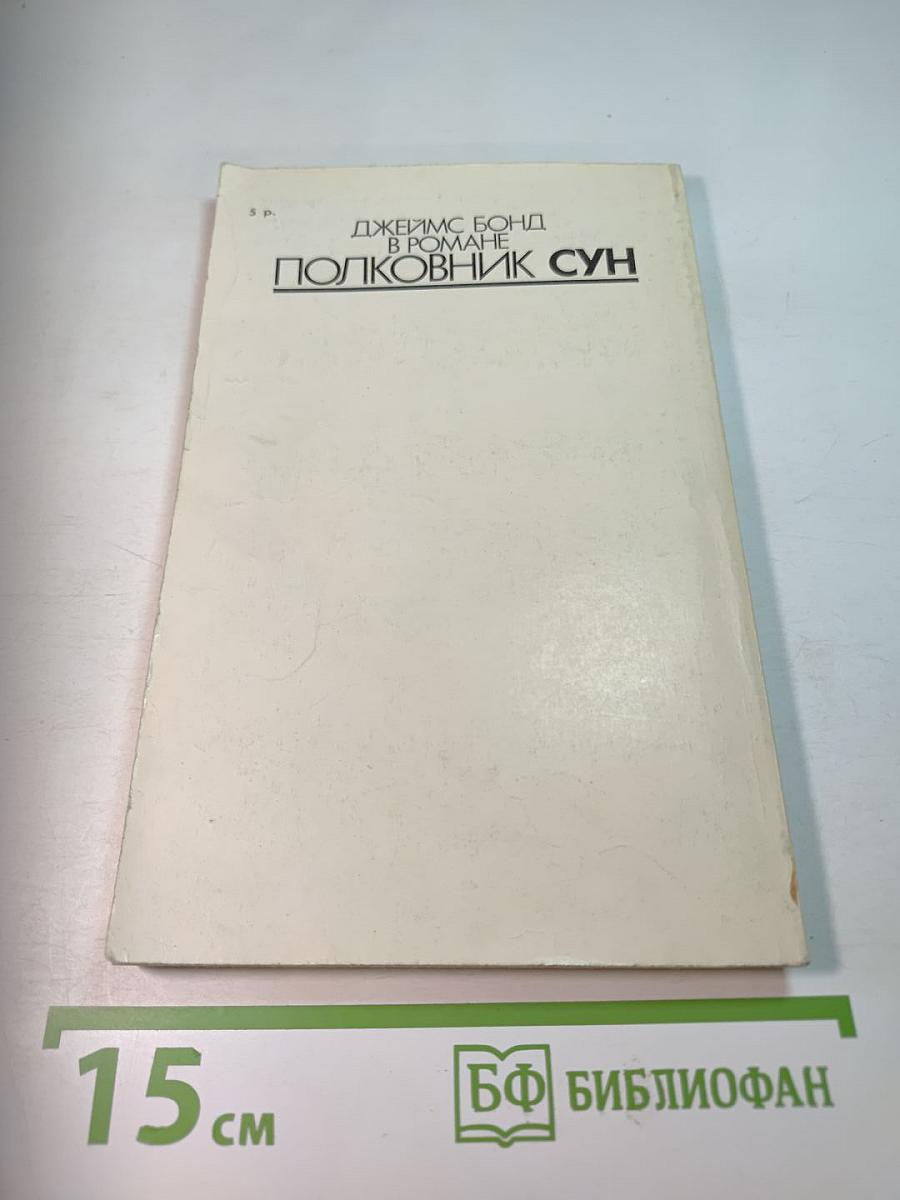 5 р.
ДЖЕЙМС БОНД
В РОМАНЕ
ПОЛКОВНИК СУН
15 см
БФ БИБЛИОФАН